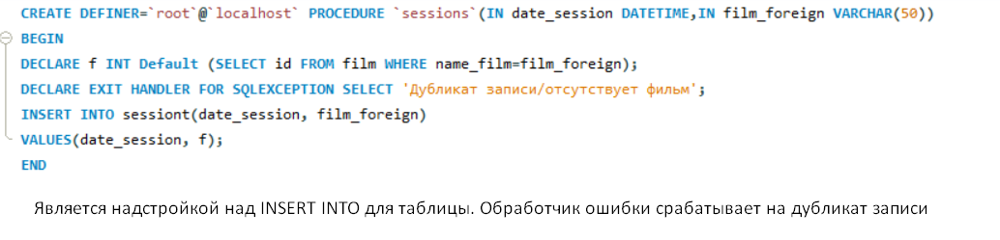 CREATE DEFINER=`root`@`localhost` PROCEDURE `sessions`(IN date_session DATETIME,IN film_foreign VARCHAR(50))
BEGIN
DECLARE f INT Default (SELECT id FROM film WHERE name_film=film_foreign);
DECLARE EXIT HANDLER FOR SQLEXCEPTION SELECT 'Дубликат записи/отсутствует фильм';
INSERT INTO sessiont(date_session, film_foreign)
VALUES(date_session, f);
END
Является надстройкой над INSERT INTO для таблицы. Обработчик ошибки срабатывает на дубликат записи